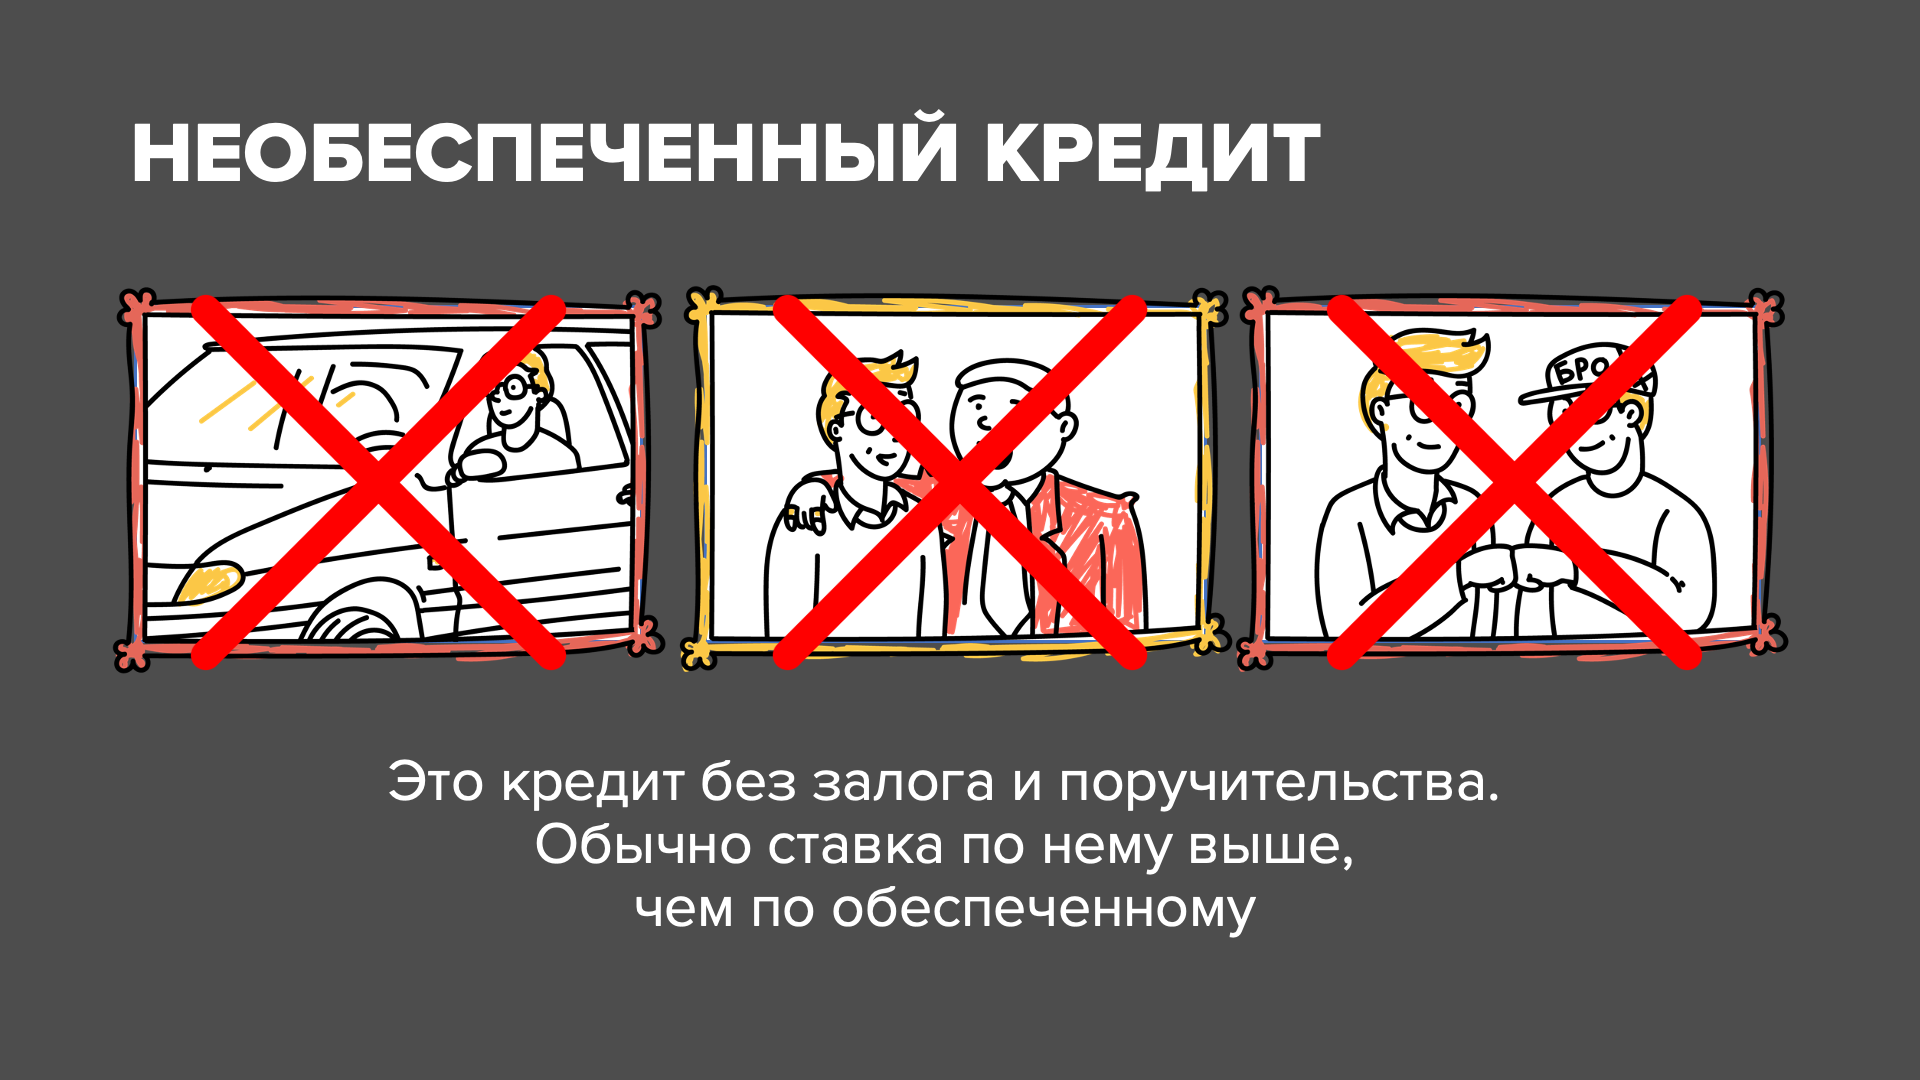 НЕОБЕСПЕЧЕННЫЙ КРЕДИТ
БРО
Это кредит без залога и поручительства.
Обычно ставка по нему выше,
чем по обеспеченному